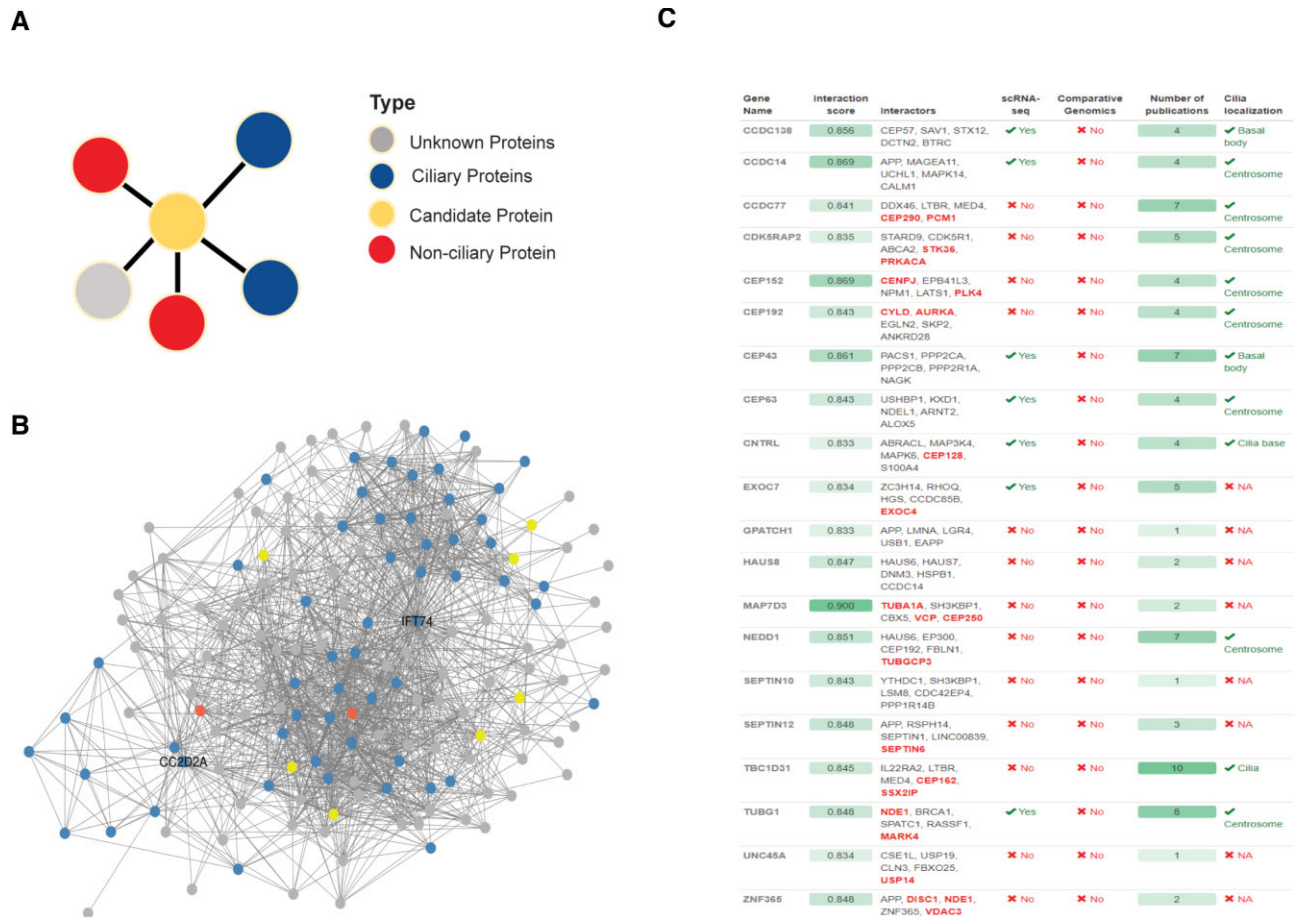 A
C
Type
Unknown Proteins
Ciliary Proteins
Candidate Protein
Non-ciliary Protein
B
IFT74
CC2D2A
Gene Name Interaction score Interactors scRNA-seq Comparative Genomics Number of publications Cilia localization
CCDC138 0.856 CEP57, SAV1, STX12, DCTN2, BTRC ✔ Yes ✖ No 4 ✔ Basal body
CCDC14 0.869 APP, MAGEA11, UCHL1, MAPK14, CALM1 ✔ Yes ✖ No 4 ✔ Centrosome
CCDC77 0.841 DDX46, LTBR, MED4, CEP290, PCM1 ✖ No ✖ No 7 ✔ Centrosome
CDK5RAP2 0.835 STARD9, CDK5R1, ABCA2, STK36, PRKACA ✖ No ✖ No 5 ✔ Centrosome
CEP152 0.869 CENPJ, EPB41L3, NPM1, LATS1, PLK4 ✖ No ✖ No 4 ✔ Centrosome
CEP192 0.843 CYLD, AURKA, EGLN2, SKP2, ANKRD28 ✖ No ✖ No 4 ✔ Centrosome
CEP43 0.861 PACS1, PPP2CA, PPP2CB, PPP2R1A, NAGK ✔ Yes ✖ No 7 ✔ Basal body
CEP63 0.843 USHBP1, KXD1, NDEL1, ARNT2, ALOX5 ✔ Yes ✖ No 4 ✔ Centrosome
CNTRL 0.833 ABRACL, MAP3K4, MAPK6, CEP128, S100A4 ✔ Yes ✖ No 4 ✔ Cilia base
EXOC7 0.834 ZC3H14, RHOQ, HGS, CCDC85B, EXOC4 ✔ Yes ✖ No 5 ✖ NA
GPATCH1 0.833 APP, LMNA, LGR4, USB1, EAPP ✖ No ✖ No 1 ✖ NA
HAUS8 0.847 HAUS6, HAUS7, DNM3, HSPB1, CCDC14 ✖ No ✖ No 2 ✖ NA
MAP7D3 0.900 TUBA1A, SH3KBP1, CBX5, VCP, CEP250 ✖ No ✖ No 2 ✖ NA
NEDD1 0.851 HAUS6, EP300, CEP192, FBLN1, TUBGCP3 ✖ No ✖ No 7 ✔ Centrosome
SEPTIN10 0.843 YTHDC1, SH3KBP1, LSM8, CDC42EP4, PPP1R14B ✖ No ✖ No 1 ✖ NA
SEPTIN12 0.848 APP, RSPH14, SEPTIN1, LINC00839, SEPTIN6 ✖ No ✖ No 3 ✖ NA
TBC1D31 0.845 IL22RA2, LTBR, MED4, CEP162, SSX2IP ✖ No ✖ No 10 ✔ Cilia
TUBG1 0.848 NDE1, BRCA1, SPATC1, RASSF1, MARK4 ✔ Yes ✖ No 8 ✔ Centrosome
UNC45A 0.834 CSE1L, USP19, CLN3, FBXO25, USP14 ✖ No ✖ No 1 ✖ NA
ZNF365 0.848 APP, DISC1, NDE1, ZNF365, VDAC3 ✖ No ✖ No 2 ✖ NA